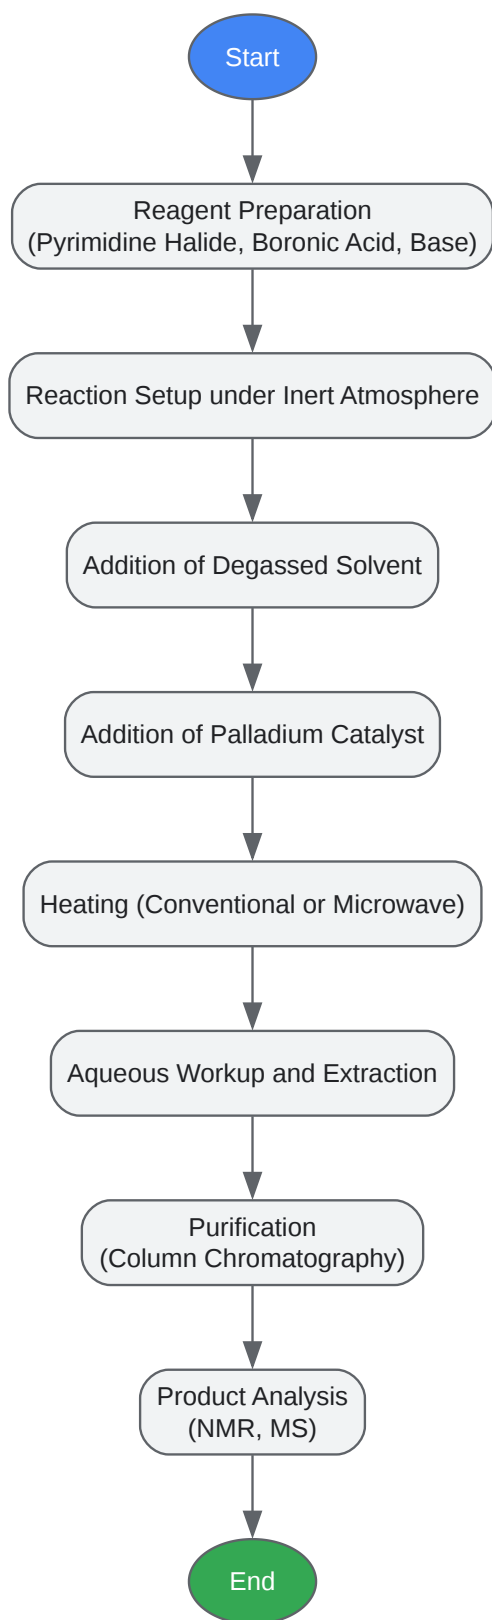 Start
Reagent Preparation
(Pyrimidine Halide, Boronic Acid, Base)
Reaction Setup under Inert Atmosphere
Addition of Degassed Solvent
Addition of Palladium Catalyst
Heating (Conventional or Microwave)
Aqueous Workup and Extraction
Purification
(Column Chromatography)
Product Analysis
(NMR, MS)
End